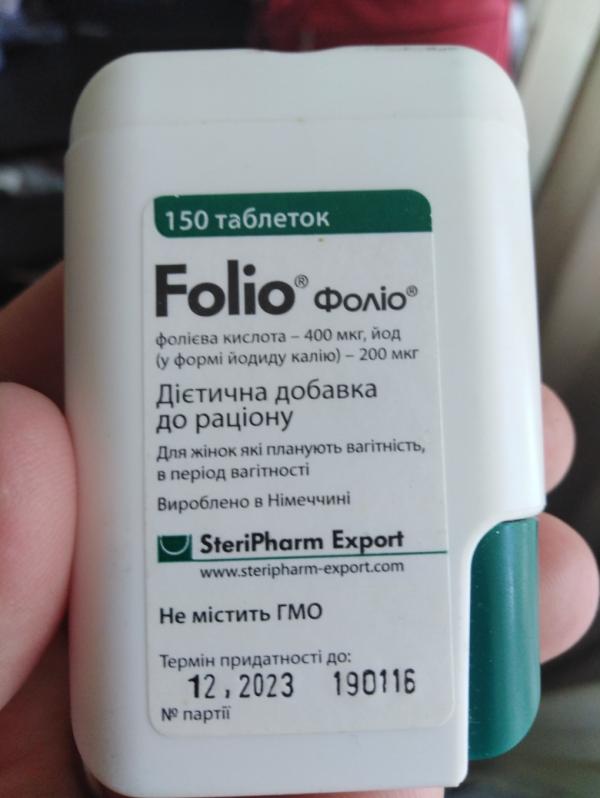 150 таблеток
Folio® Фоліо®
фолієва кислота – 400 мкг, йод
(у формі йодиду калію) – 200 мкг
Дієтична добавка
до раціону
Для жінок які планують вагітність,
в період вагітності
Вироблено в Німеччині
SteriPharm Export
www.steripharm-export.com
Не містить ГМО
Термін придатності до:
12,2023 190116
№ партії